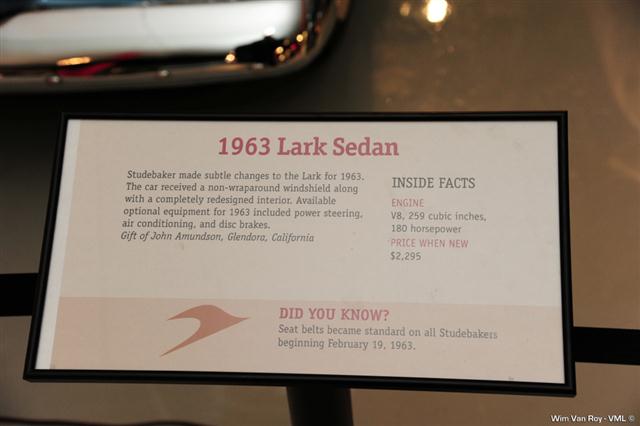 1963 Lark Sedan
Studebaker made subtle changes to the Lark for 1963.
The car received a non-wraparound windshield along
with a completely redesigned interior. Available
optional equipment for 1963 included power steering,
air conditioning, and disc brakes.
Gift of John Amundson, Glendora, California
INSIDE FACTS
ENGINE
V8, 259 cubic inches,
180 horsepower
PRICE WHEN NEW
$2,295
DID YOU KNOW?
Seat belts became standard on all Studebakers
beginning February 19, 1963.
Wim Van Roy - VML ©